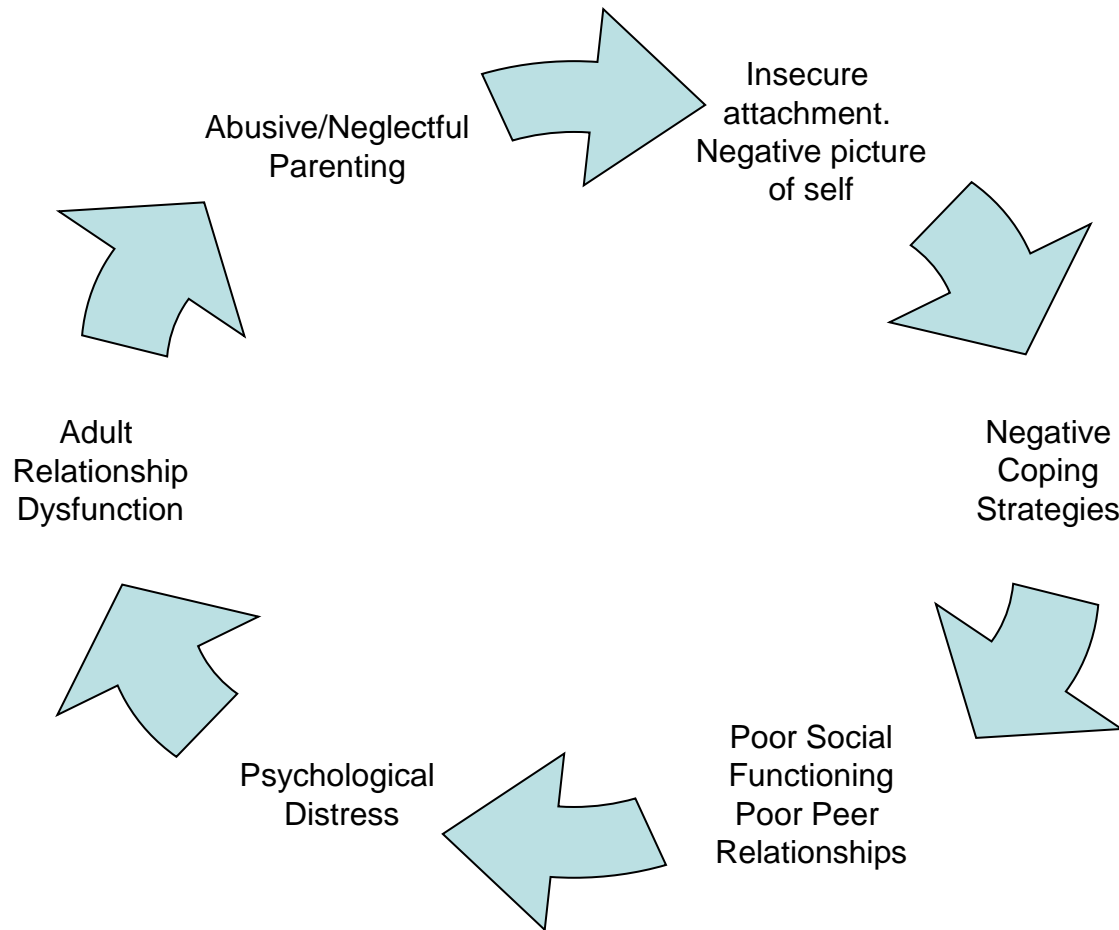 Abusive/Neglectful
Parenting
Insecure
attachment.
Negative picture
of self
Negative
Coping
Strategies
Poor Social
Functioning
Poor Peer
Relationships
Psychological
Distress
Adult
Relationship
Dysfunction